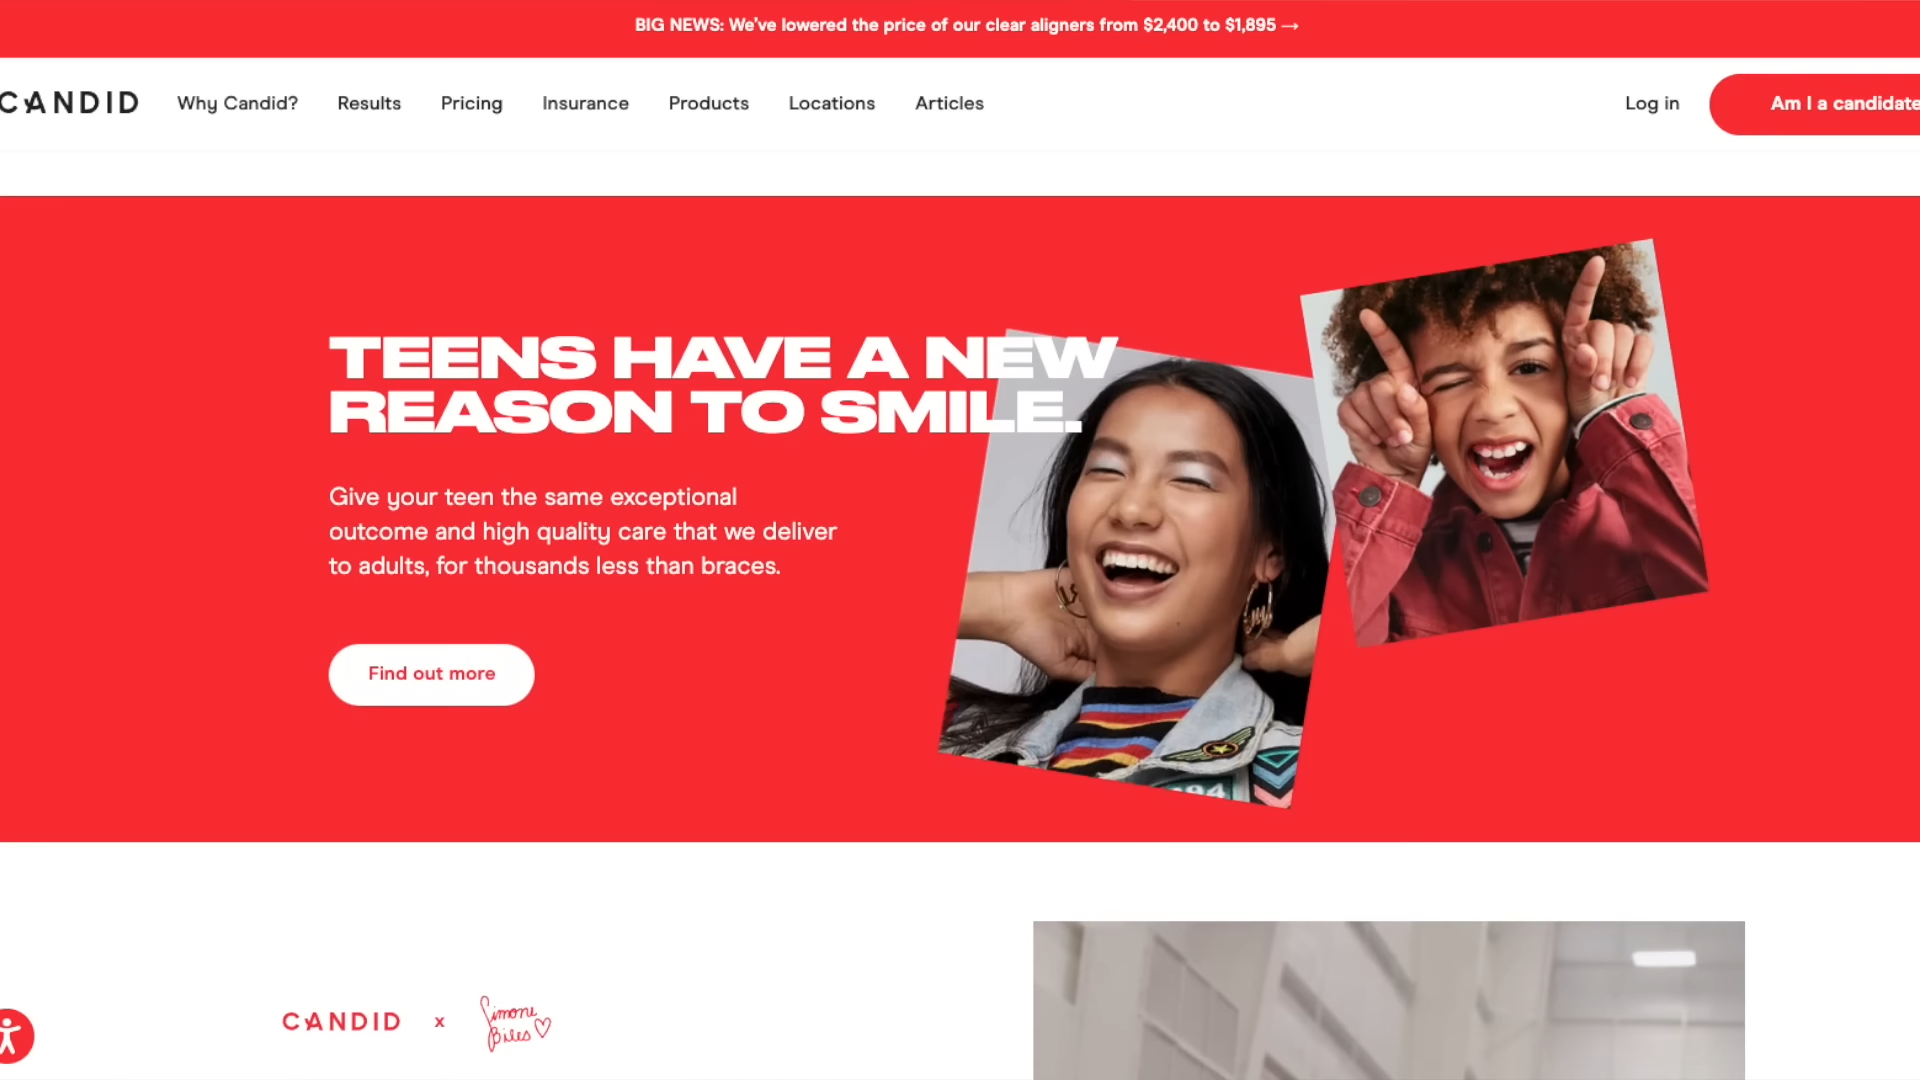 BIG NEWS: We've lowered the price of our clear aligners from $2,400 to $1,895 →
CANDID
Why Candid?
Results
Pricing
Insurance
Products
Locations
Articles
Log in
Am I a candidate
TEENS HAVE A NEW
REASON TO SMILE.
Give your teen the same exceptional
outcome and high quality care that we deliver
to adults, for thousands less than braces.
Find out more
CANDID x Simone
Biles